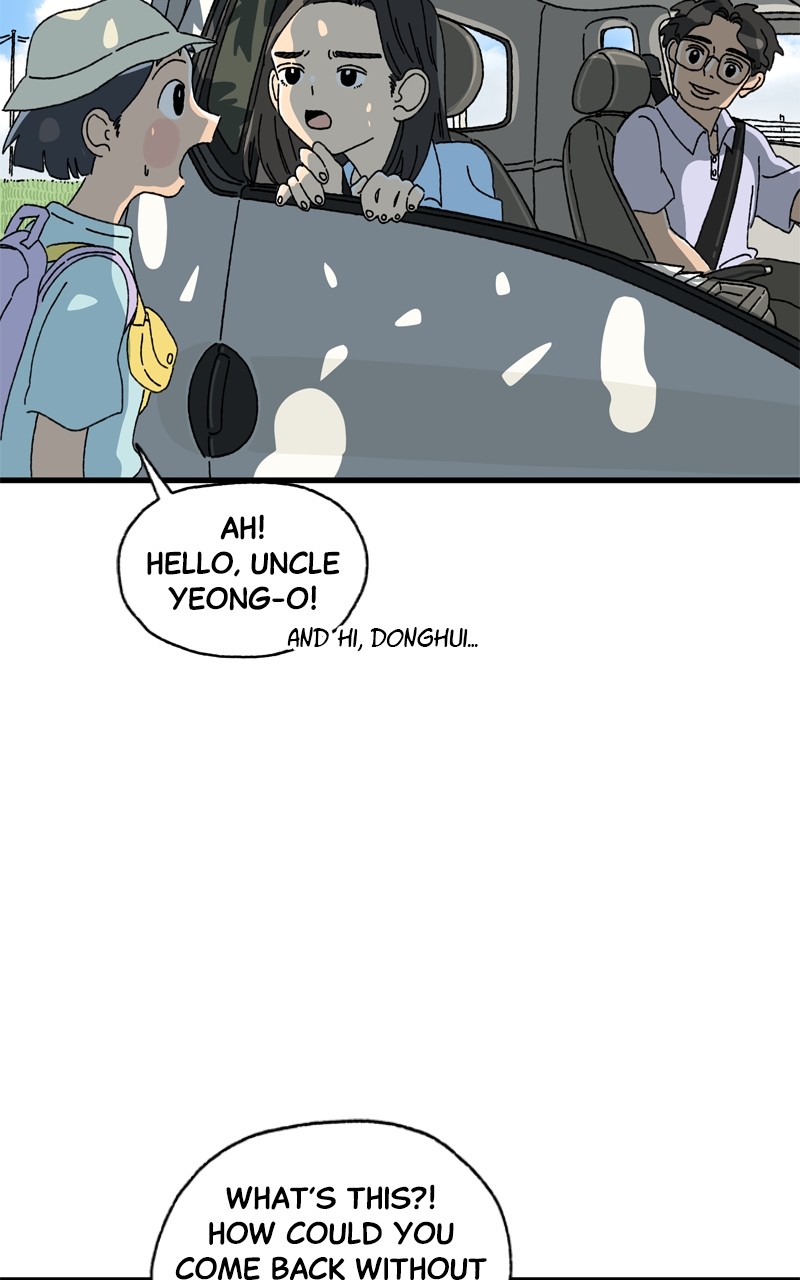 AH!
HELLO, UNCLE
YEONG-O!
AND HI, DONGHUI...
WHAT'S THIS?!
HOW COULD YOU
COME BACK WITHOUT